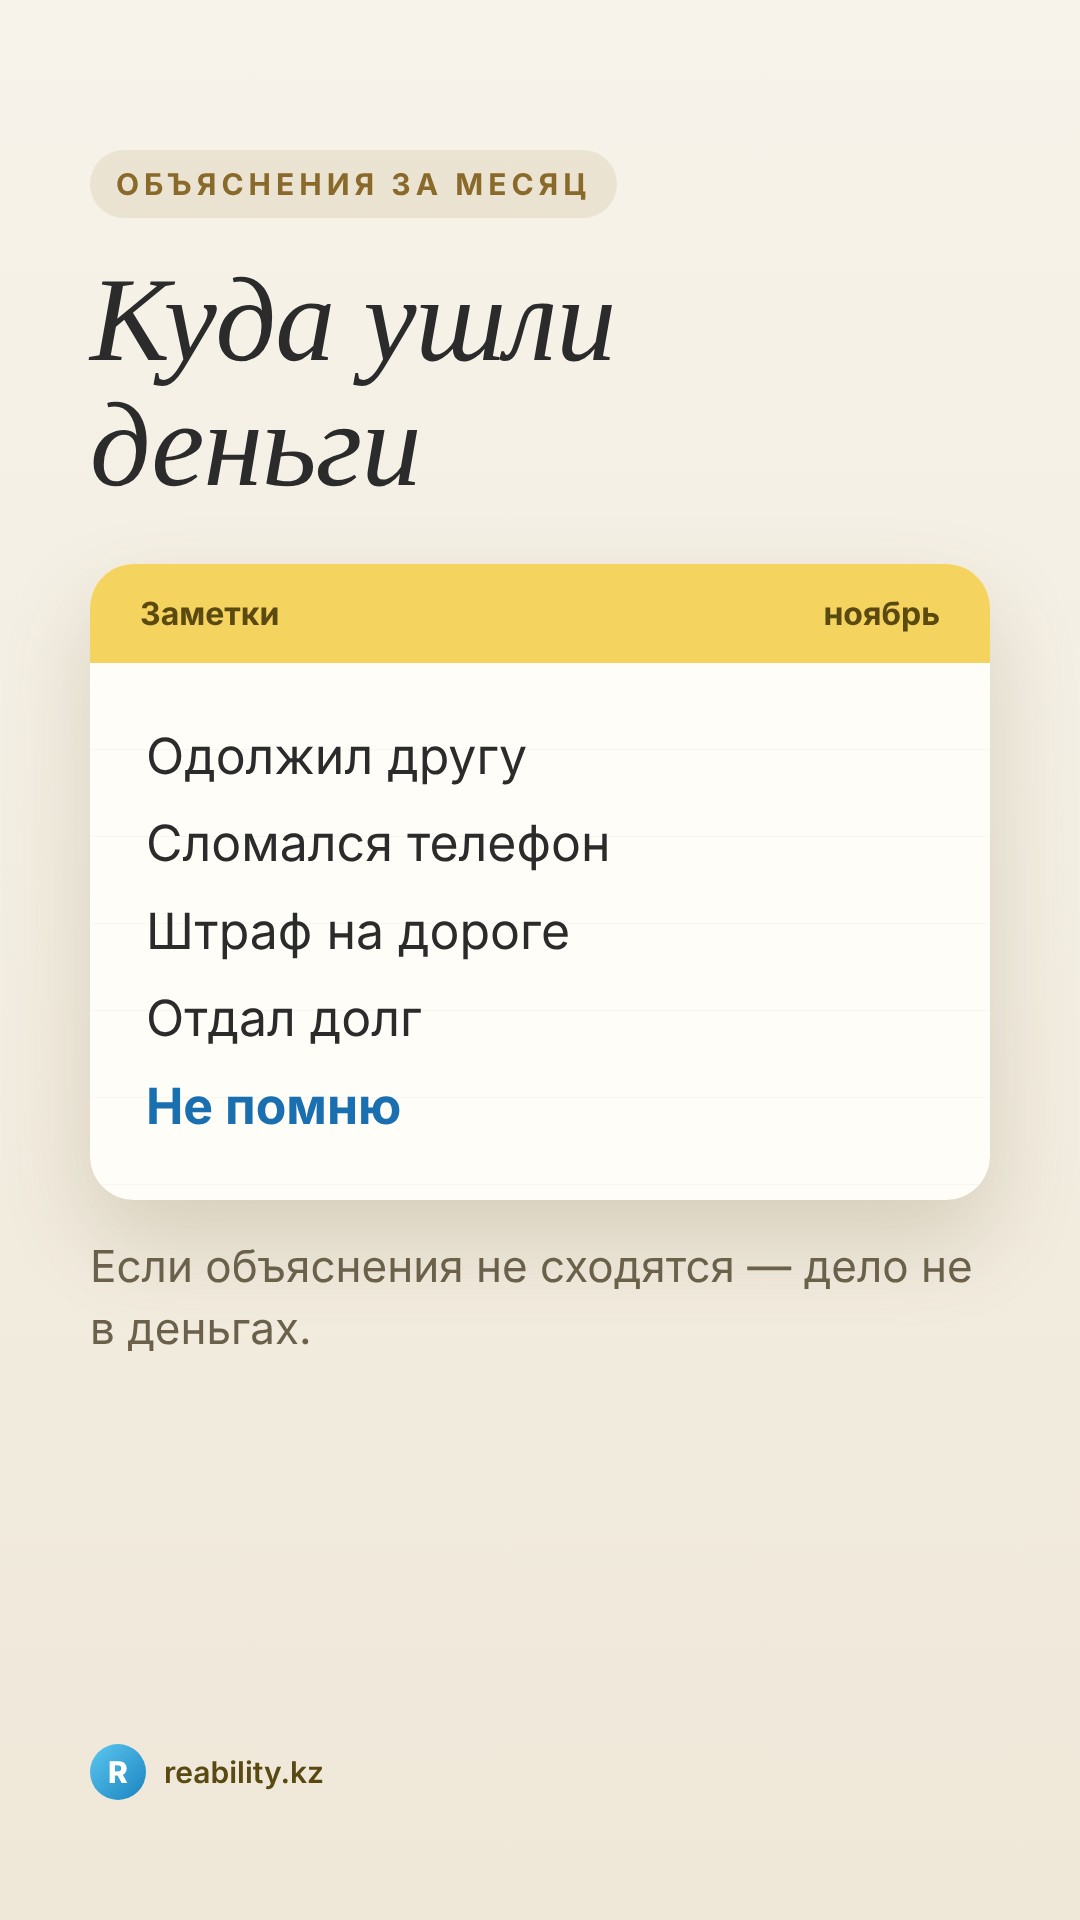 ОБЪЯСНЕНИЯ ЗА МЕСЯЦ
Куда ушли
деньги
Заметки ноябрь
Одолжил другу
Сломался телефон
Штраф на дороге
Отдал долг
Не помню
Если объяснения не сходятся — дело не
в деньгах.
R reability.kz